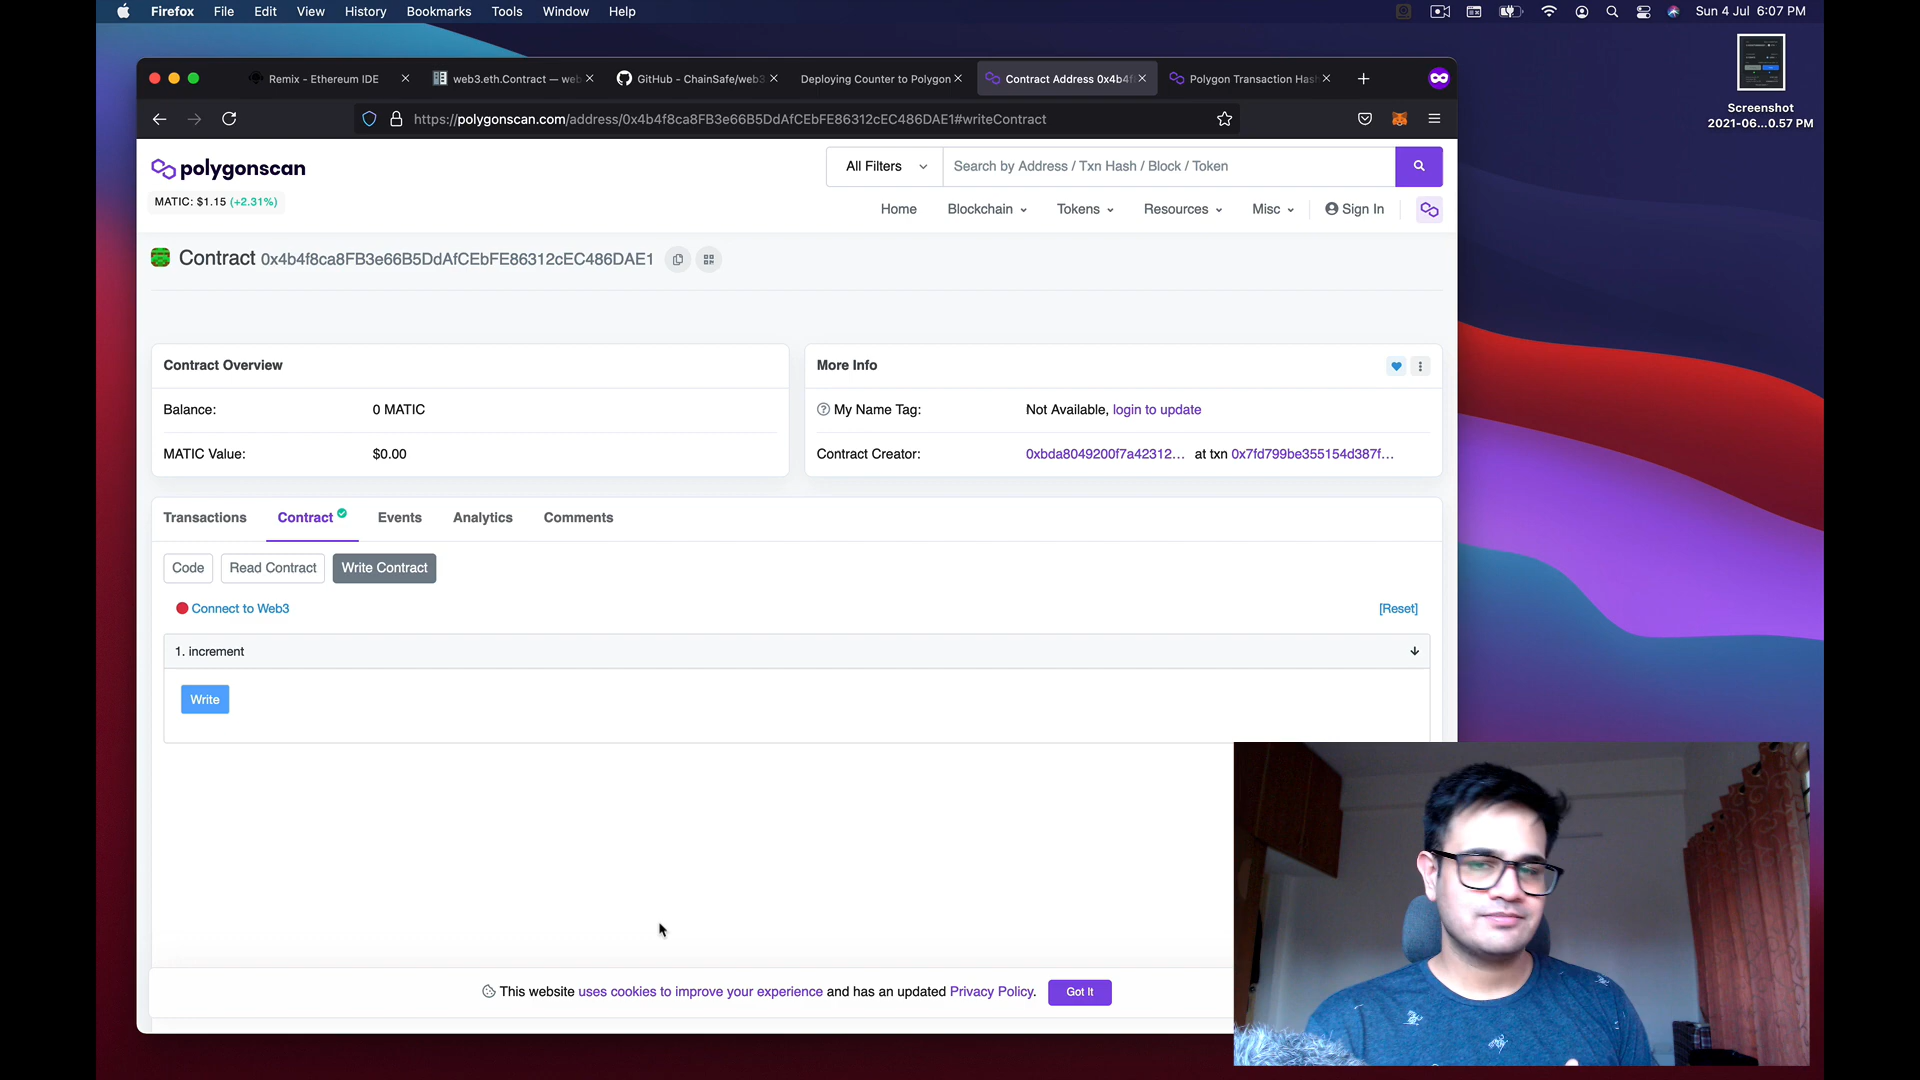 Firefox File Edit View History Bookmarks Tools Window Help
Sun 4 Jul 6:07 PM
Remix - Ethereum IDE
web3.eth.Contract — web
GitHub - ChainSafe/web3
Deploying Counter to Polygon
Contract Address 0x4b4f
Polygon Transaction Has
https://polygonscan.com/address/0x4b4f8ca8FB3e66B5DdAfCEbFE86312cEC486DAE1#writeContract
Screenshot
2021-06...0.57 PM
polygonscan
All Filters
Search by Address / Txn Hash / Block / Token
MATIC: $1.15 (+2.31%)
Home Blockchain Tokens Resources Misc Sign In
Contract 0x4b4f8ca8FB3e66B5DdAfCEbFE86312cEC486DAE1
Contract Overview
Balance: 0 MATIC
MATIC Value: $0.00
More Info
My Name Tag: Not Available, login to update
Contract Creator: 0xbda8049200f7a42312... at txn 0x7fd799be355154d387f...
Transactions Contract Events Analytics Comments
Code Read Contract Write Contract
Connect to Web3
[Reset]
1. increment
Write
This website uses cookies to improve your experience and has an updated Privacy Policy.
Got It